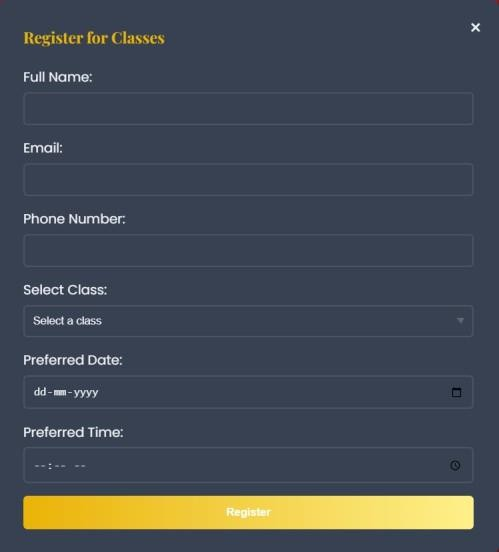 Register for Classes
×
Full Name:
Email:
Phone Number:
Select Class:
Select a class
Preferred Date:
dd-mm-yyyy
Preferred Time:
--:-- --
Register